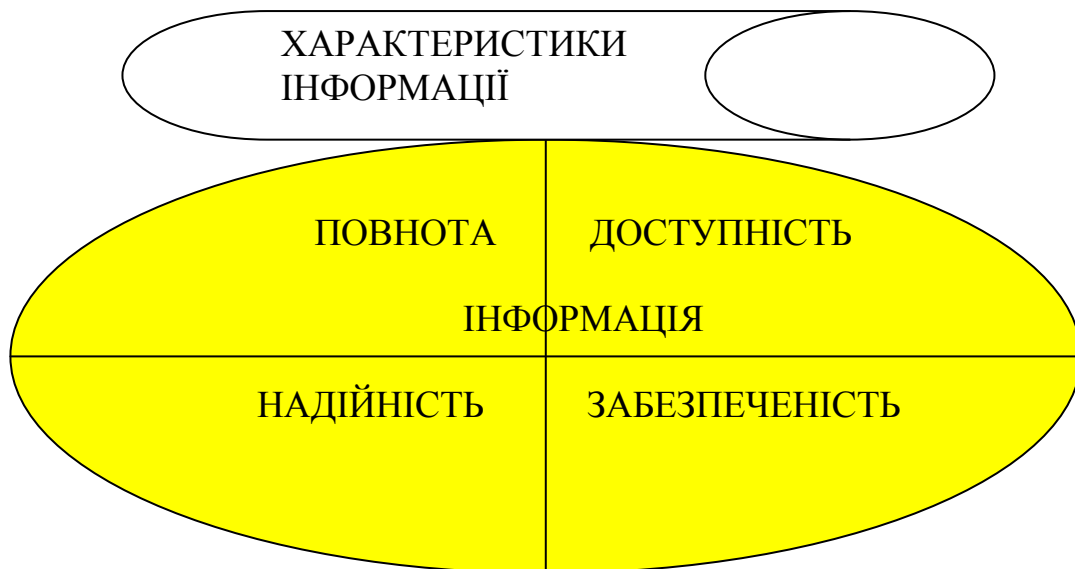 ХАРАКТЕРИСТИКИ
ІНФОРМАЦІЇ
ПОВНОТА ДОСТУПНІСТЬ
ІНФОРМАЦІЯ
НАДІЙНІСТЬ ЗАБЕЗПЕЧЕНІСТЬ